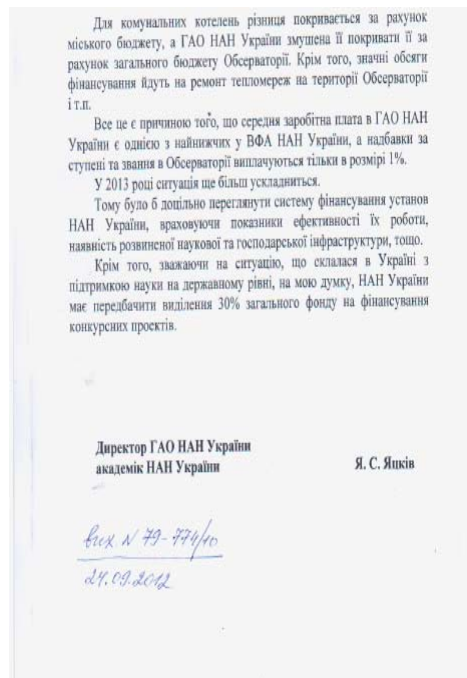 Для комунальних котелень різниця покривається за рахунок
міського бюджету, а ГАО НАН України змушена її покривати її за
рахунок загального бюджету Обсерваторії. Крім того, значні обсяги
фінансування йдуть на ремонт тепломереж на території Обсерваторії
і т.п.
Все це є причиною того, що середня заробітна плата в ГАО НАН
України є однією з найнижчих у ВФА НАН України, а надбавки за
ступені та звання в Обсерваторії виплачуються тільки в розмірі 1%.
У 2013 році ситуація ще більш ускладниться.
Тому було б доцільно переглянути систему фінансування установ
НАН України, враховуючи показники ефективності їх роботи,
наявність розвиненої наукової та господарської інфраструктури, тощо.
Крім того, зважаючи на ситуацію, що склалася в Україні з
підтримкою науки на державному рівні, на мою думку, НАН України
має передбачити виділення 30% загального фонду на фінансування
конкурсних проектів.
Директор ГАО НАН України
академік НАН України Я. С. Яцків
вих N 79-774/10
24.09.2012